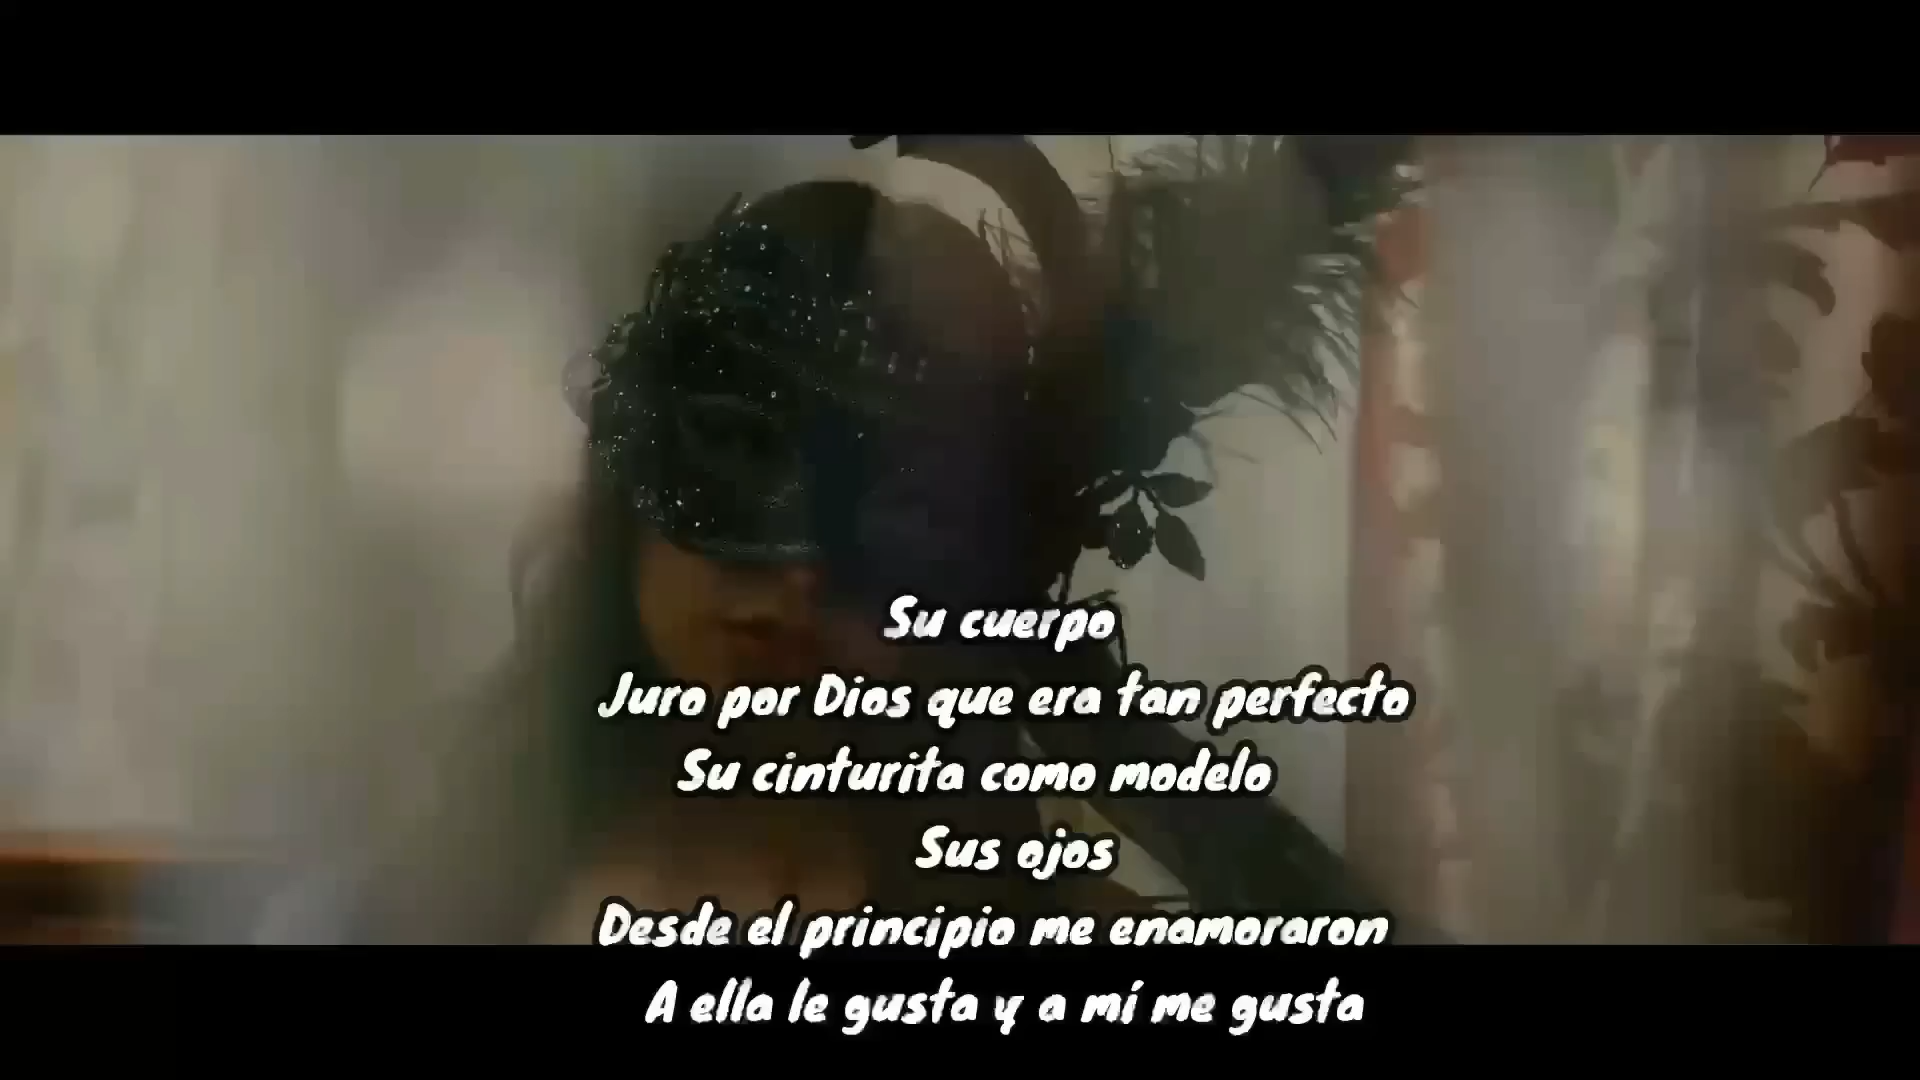 Su cuerpo
Juro por Dios que era tan perfecto
Su cinturita como modelo
Sus ojos
Desde el principio me enamoraron
A ella le gusta y a mí me gusta